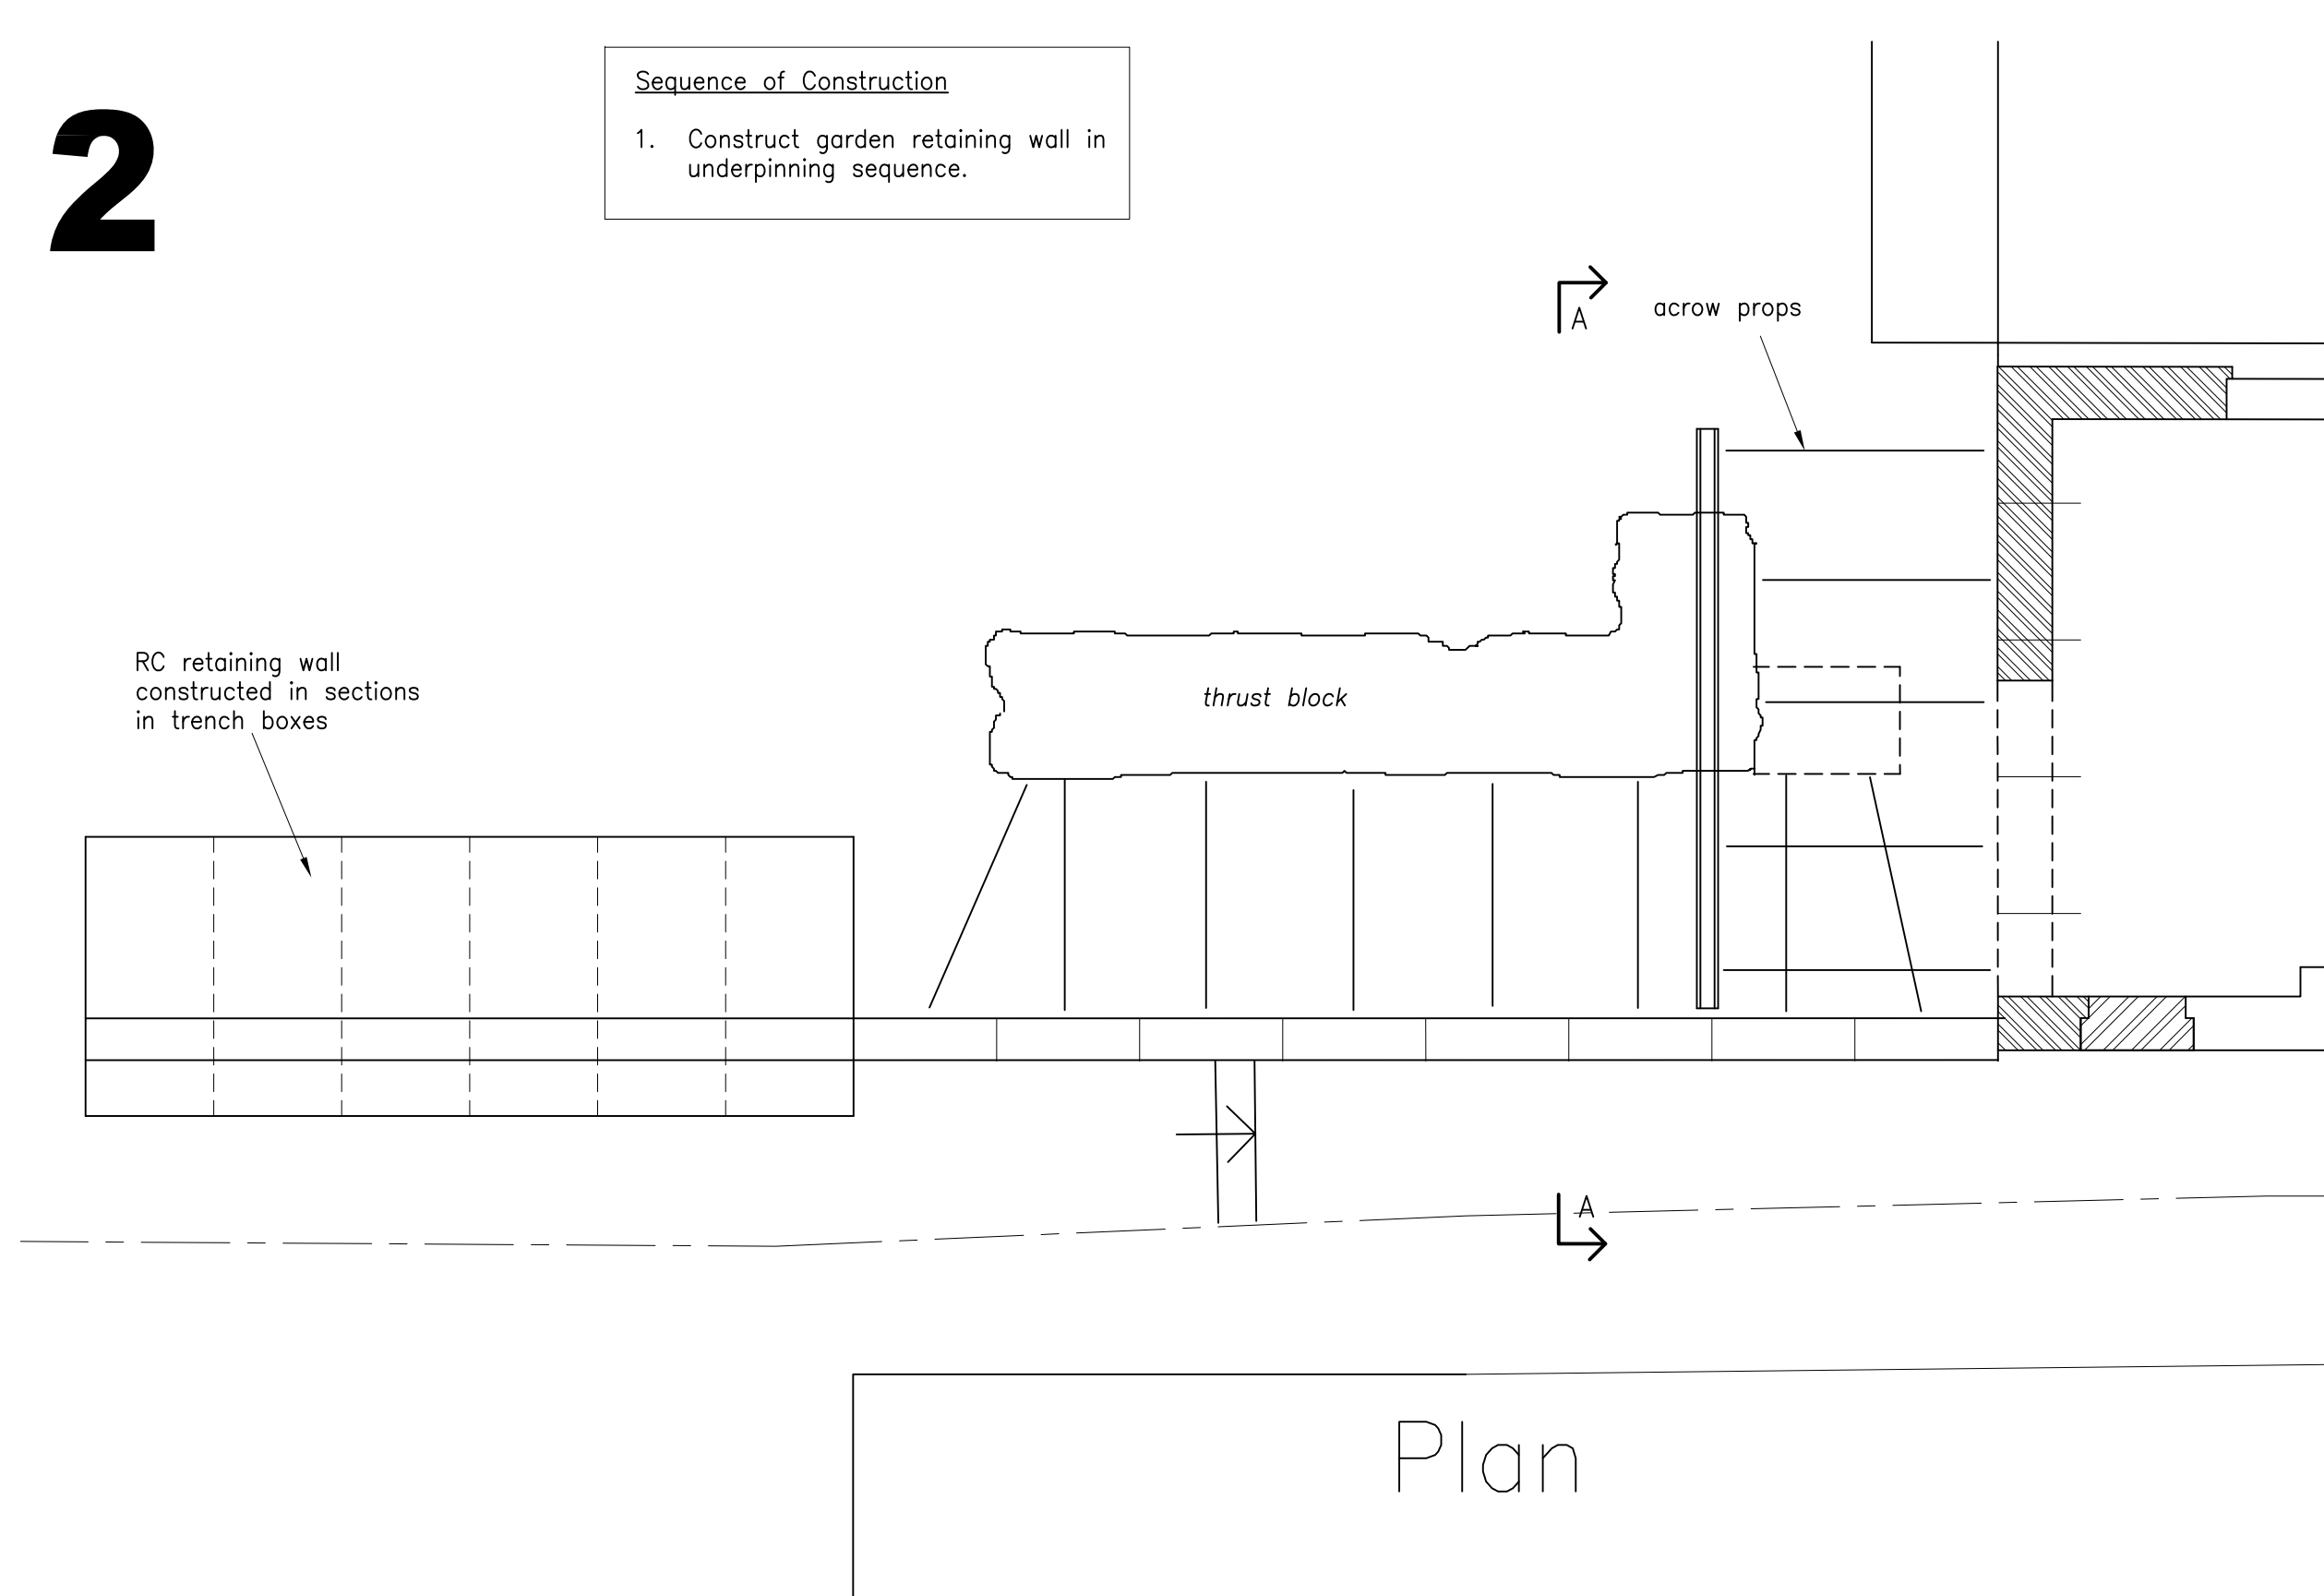 2
Sequence of Construction
1. Construct garden retaining wall in
underpinning sequence.
A
acrow props
RC retaining wall
constructed in sections
in trench boxes
thrust block
A
Plan